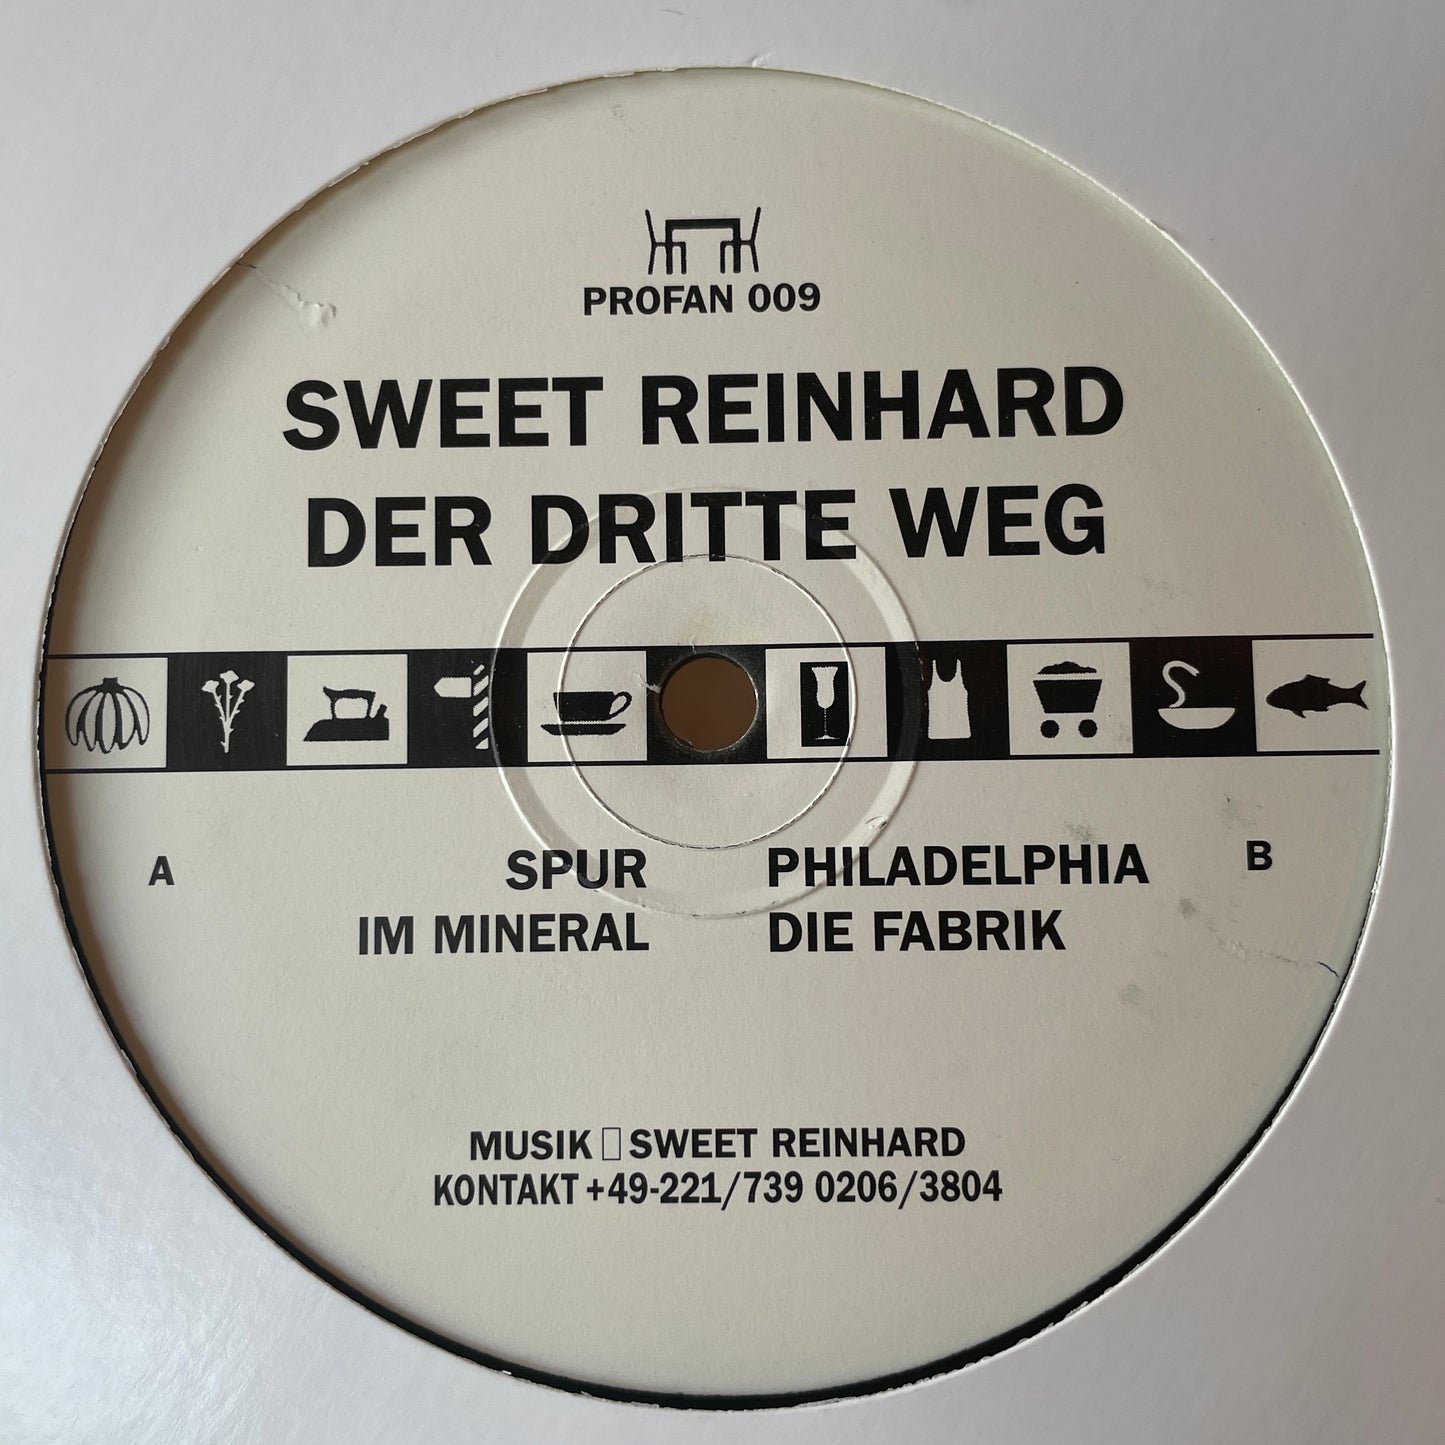 PROFAN 009
SWEET REINHARD
DER DRITTE WEG
A
SPUR
IM MINERAL
PHILADELPHIA
DIE FABRIK
B
MUSIK SWEET REINHARD
KONTAKT +49-221/739 0206/3804